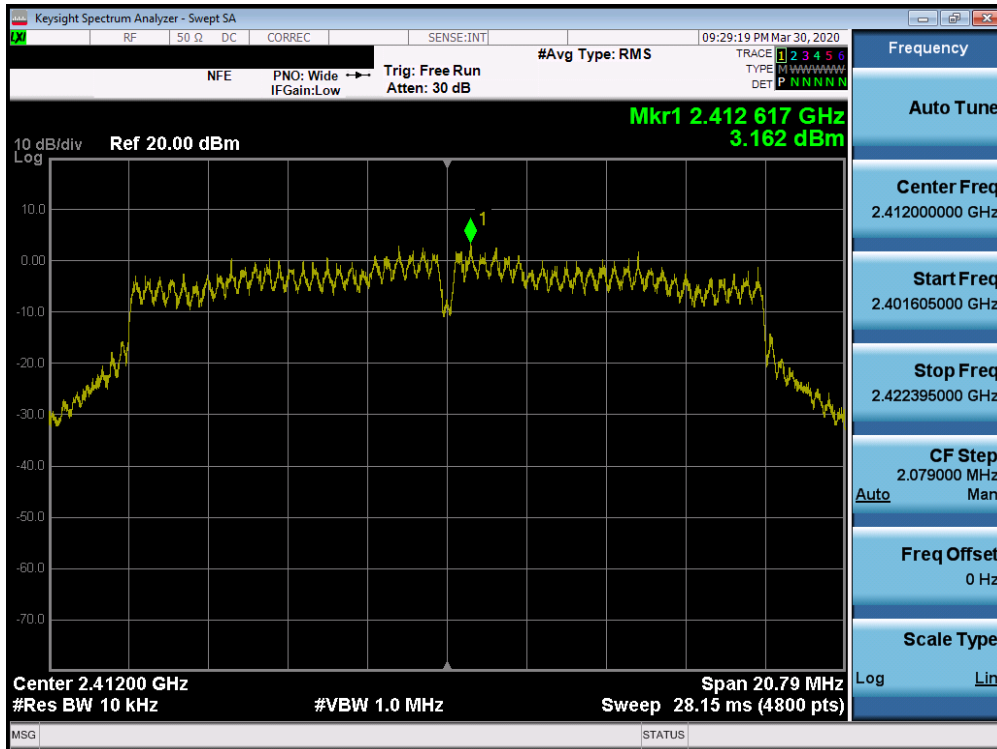 Keysight Spectrum Analyzer - Swept SA
LXI RF 50 Ω DC CORREC SENSE:INT 09:29:19 PM Mar 30, 2020
#Avg Type: RMS TRACE 1 2 3 4 5 6
NFE PNO: Wide Trig: Free Run TYPE M WWWWW
IFGain:Low Atten: 30 dB DET P N N N N N
Mkr1 2.412 617 GHz
3.162 dBm
10 dB/div Ref 20.00 dBm
Log
1
10.0
0.00
-10.0
-20.0
-30.0
-40.0
-50.0
-60.0
-70.0
Center 2.41200 GHz Span 20.79 MHz
#Res BW 10 kHz #VBW 1.0 MHz Sweep 28.15 ms (4800 pts)
MSG STATUS
Frequency
Auto Tune
Center Freq
2.412000000 GHz
Start Freq
2.401605000 GHz
Stop Freq
2.422395000 GHz
CF Step
2.079000 MHz
Auto Man
Freq Offset
0 Hz
Scale Type
Log Lin